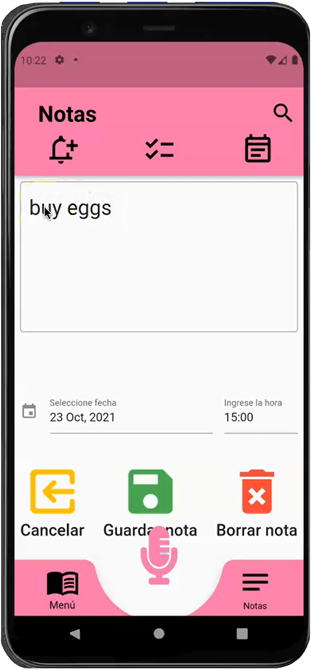 10:22
Notas
buy eggs
Seleccione fecha
Ingrese la hora
23 Oct, 2021
15:00
Cancelar
Guardar nota
Borrar nota
Menú
Notas